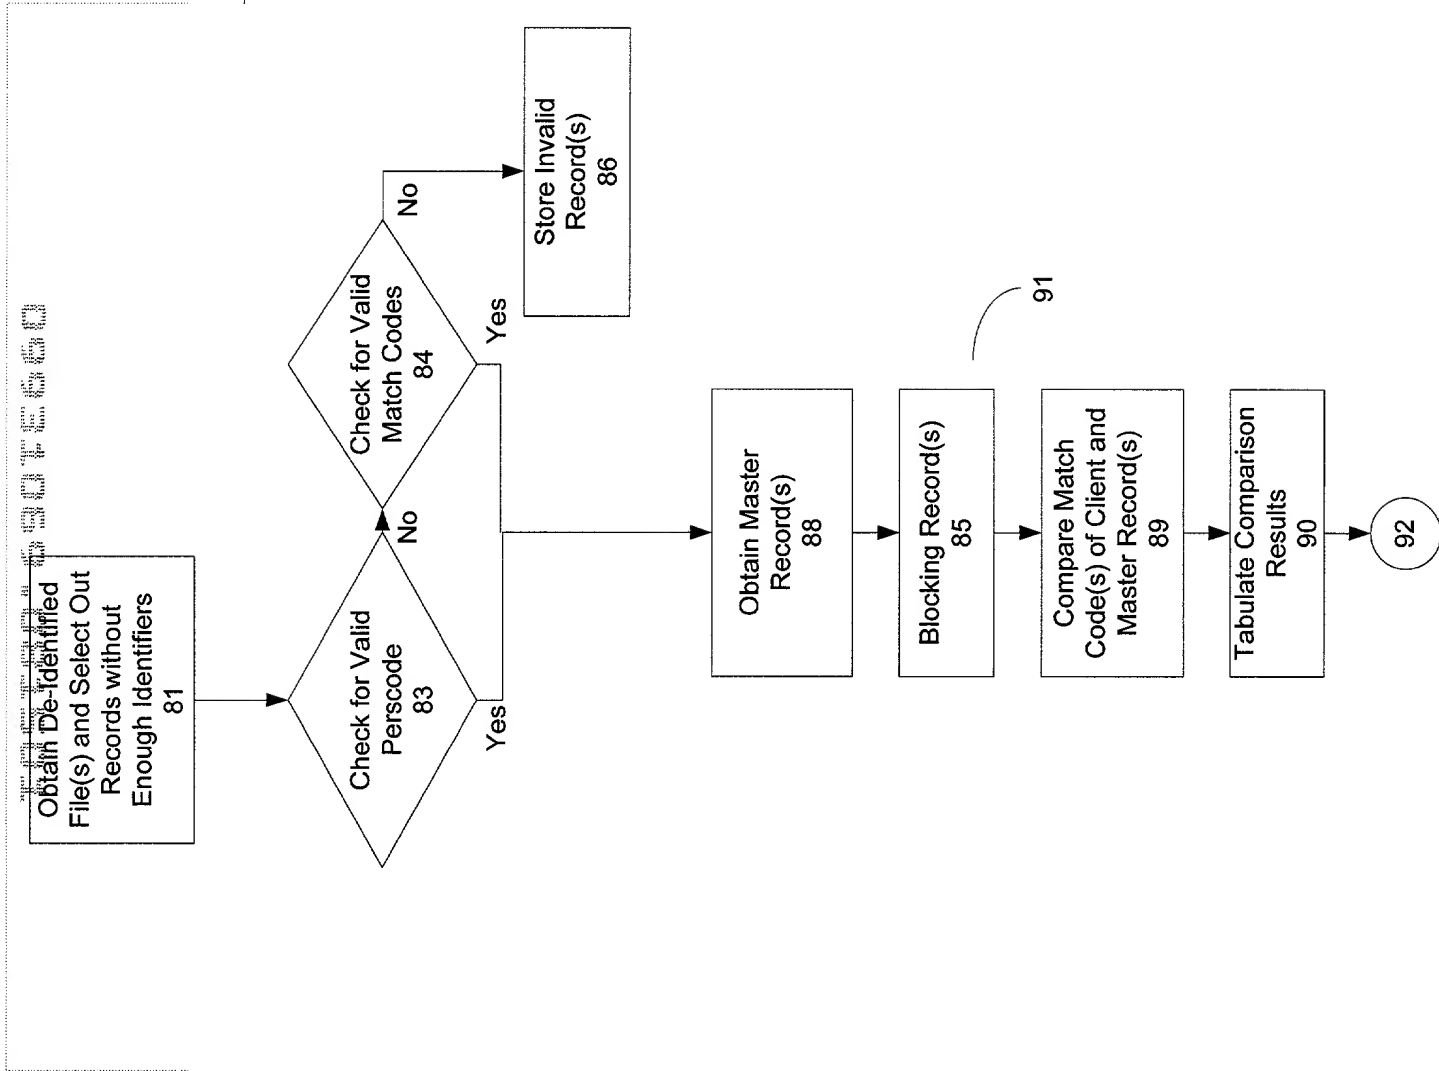 Obtain De-Identified
File(s) and Select Out
Records without
Enough Identifiers
81
Check for Valid
Perscode
83
No
Yes
Check for Valid
Match Codes
84
No
Yes
Store Invalid
Record(s)
86
Obtain Master
Record(s)
88
Blocking Record(s)
85
91
Compare Match
Code(s) of Client and
Master Record(s)
89
Tabulate Comparison
Results
90
92